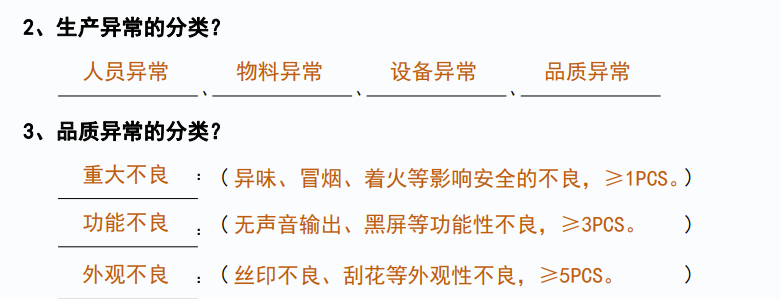 2、生产异常的分类？
人员异常、物料异常、设备异常、品质异常
3、品质异常的分类？
重大不良：（异味、冒烟、着火等影响安全的不良，≥1PCS。）
功能不良：（无声音输出、黑屏等功能性不良，≥3PCS。）
外观不良：（丝印不良、刮花等外观性不良，≥5PCS。）